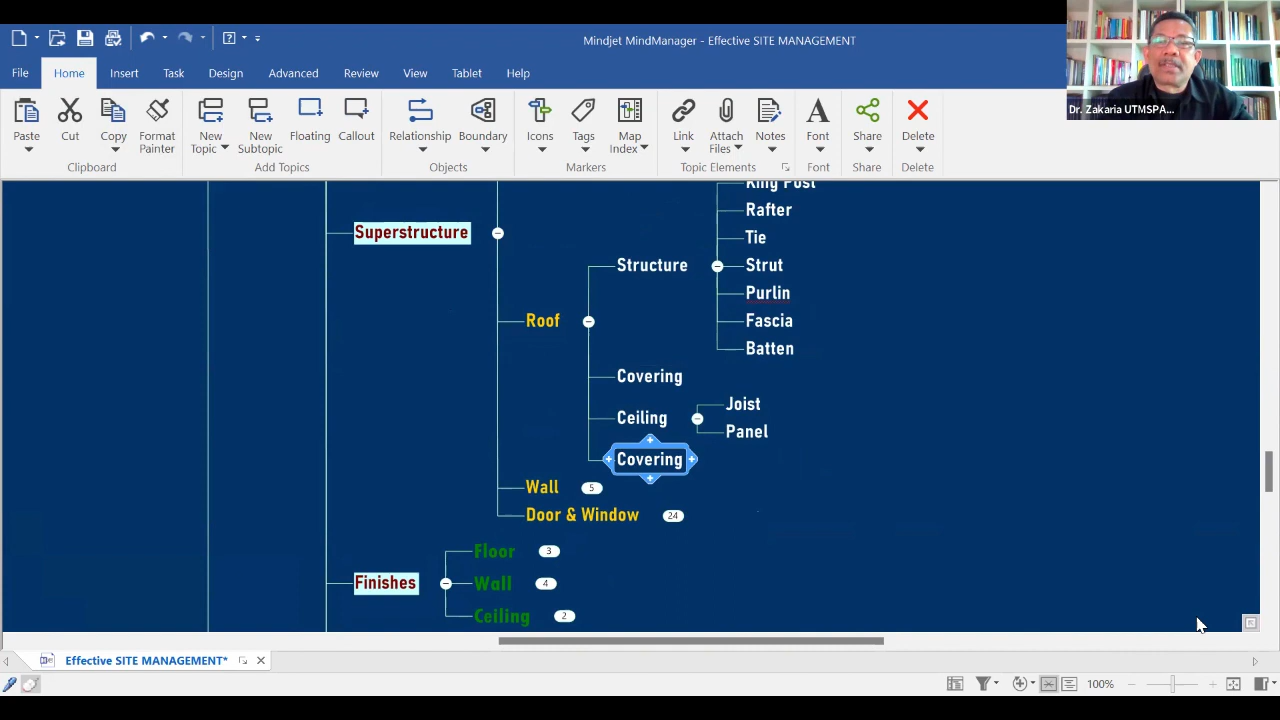 Mindjet MindManager - Effective SITE MANAGEMENT
File Home Insert Task Design Advanced Review View Tablet Help
Dr. Zakaria UTMSPA...
Paste
Cut
Copy
Format Painter
Clipboard
New Topic
New Subtopic
Floating
Callout
Add Topics
Relationship
Boundary
Objects
Icons
Tags
Map Index
Markers
Link
Attach Files
Notes
Topic Elements
Font
Font
Share
Share
Delete
Delete
King Post
Rafter
Tie
Strut
Purlin
Fascia
Batten
Superstructure
Structure
Roof
Covering
Ceiling
Joist
Panel
Covering
Wall 5
Door & Window 24
Finishes
Floor 3
Wall 4
Ceiling 2
Effective SITE MANAGEMENT*
100%